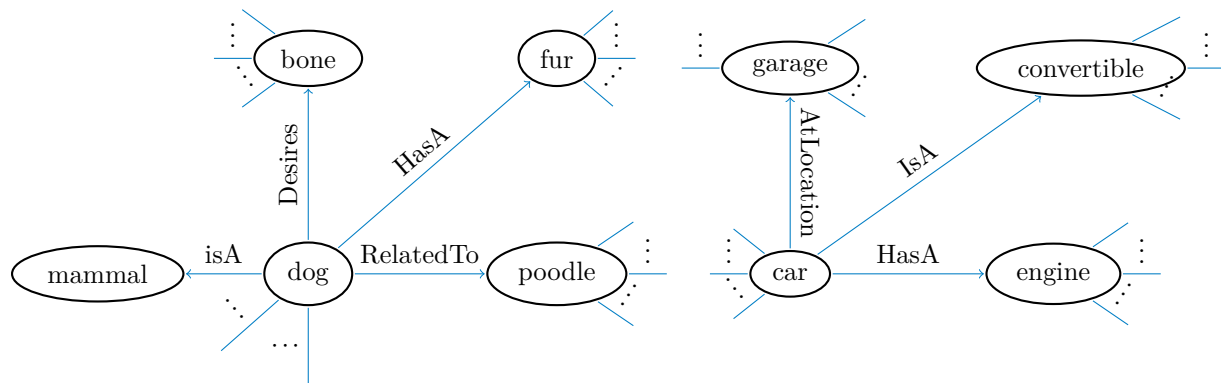 bone
fur
garage
convertible
Desires
HasA
AtLocation
IsA
mammal
isA
dog
RelatedTo
poodle
car
HasA
engine